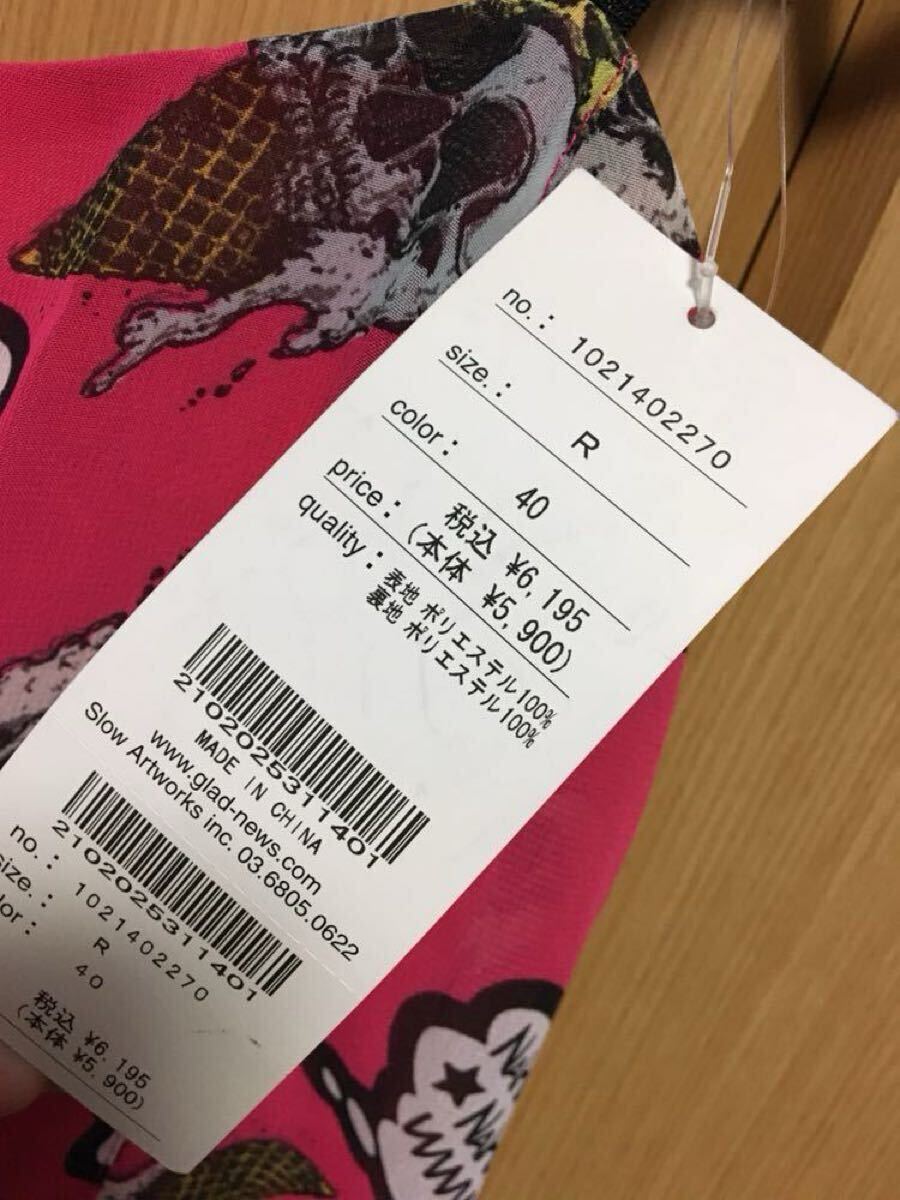 no.: 1021402270
size.: R
color: 40
price: 税込 ¥6,195
(本体 ¥5,900)
quality: 表地 ポリエステル100%
裏地 ポリエステル100%
2102025311401
MADE IN CHINA
www.glad-news.com
Slow Artworks inc. 03.6805.0622
2102025311401
no.: 1021402270
size.: R
lor: 40
税込 ¥6,195
(本体 ¥5,900)